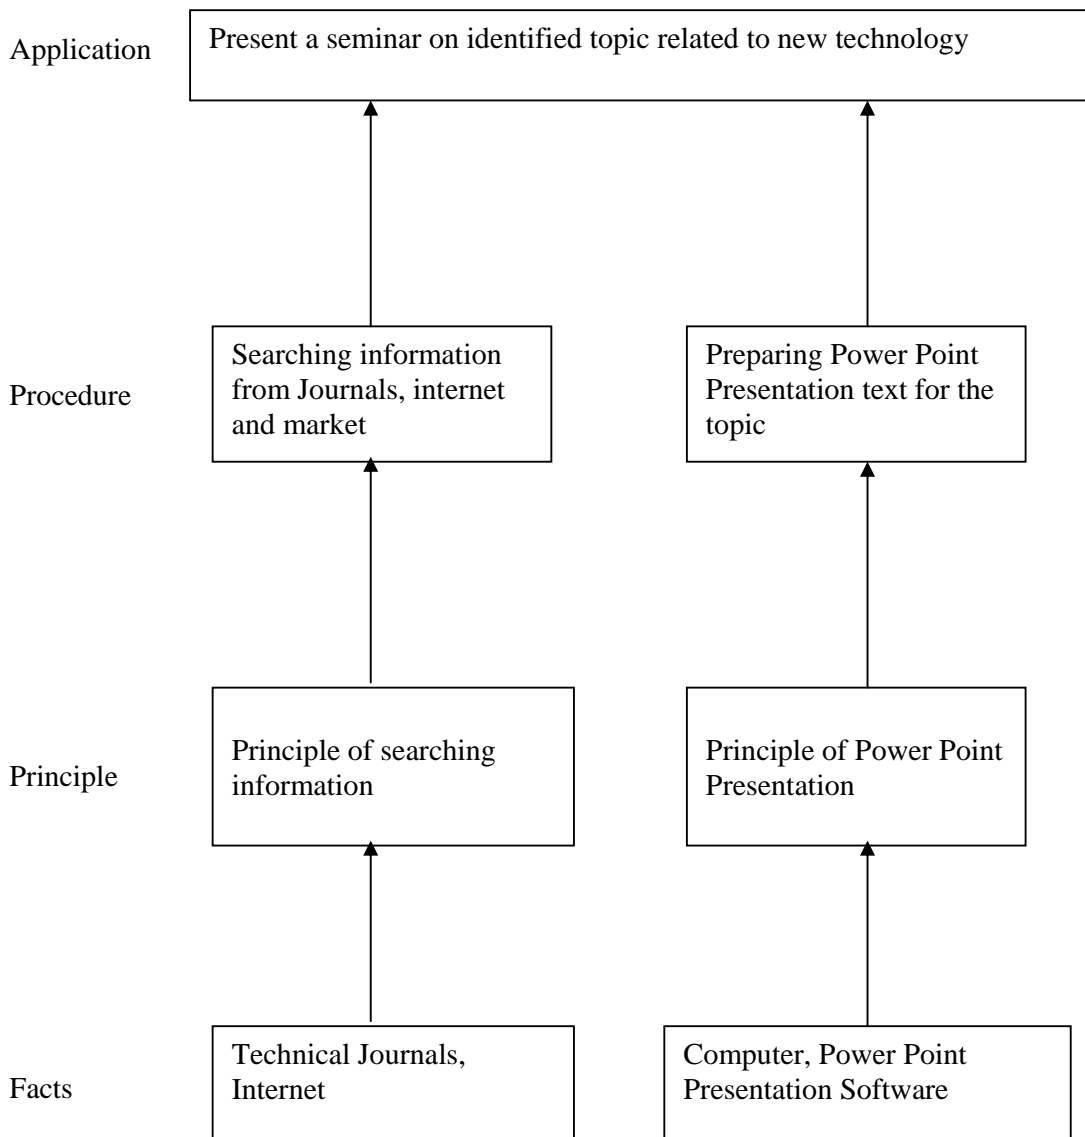 Application
Present a seminar on identified topic related to new technology
Procedure
Searching information
from Journals, internet
and market
Preparing Power Point
Presentation text for the
topic
Principle
Principle of searching
information
Principle of Power Point
Presentation
Facts
Technical Journals,
Internet
Computer, Power Point
Presentation Software